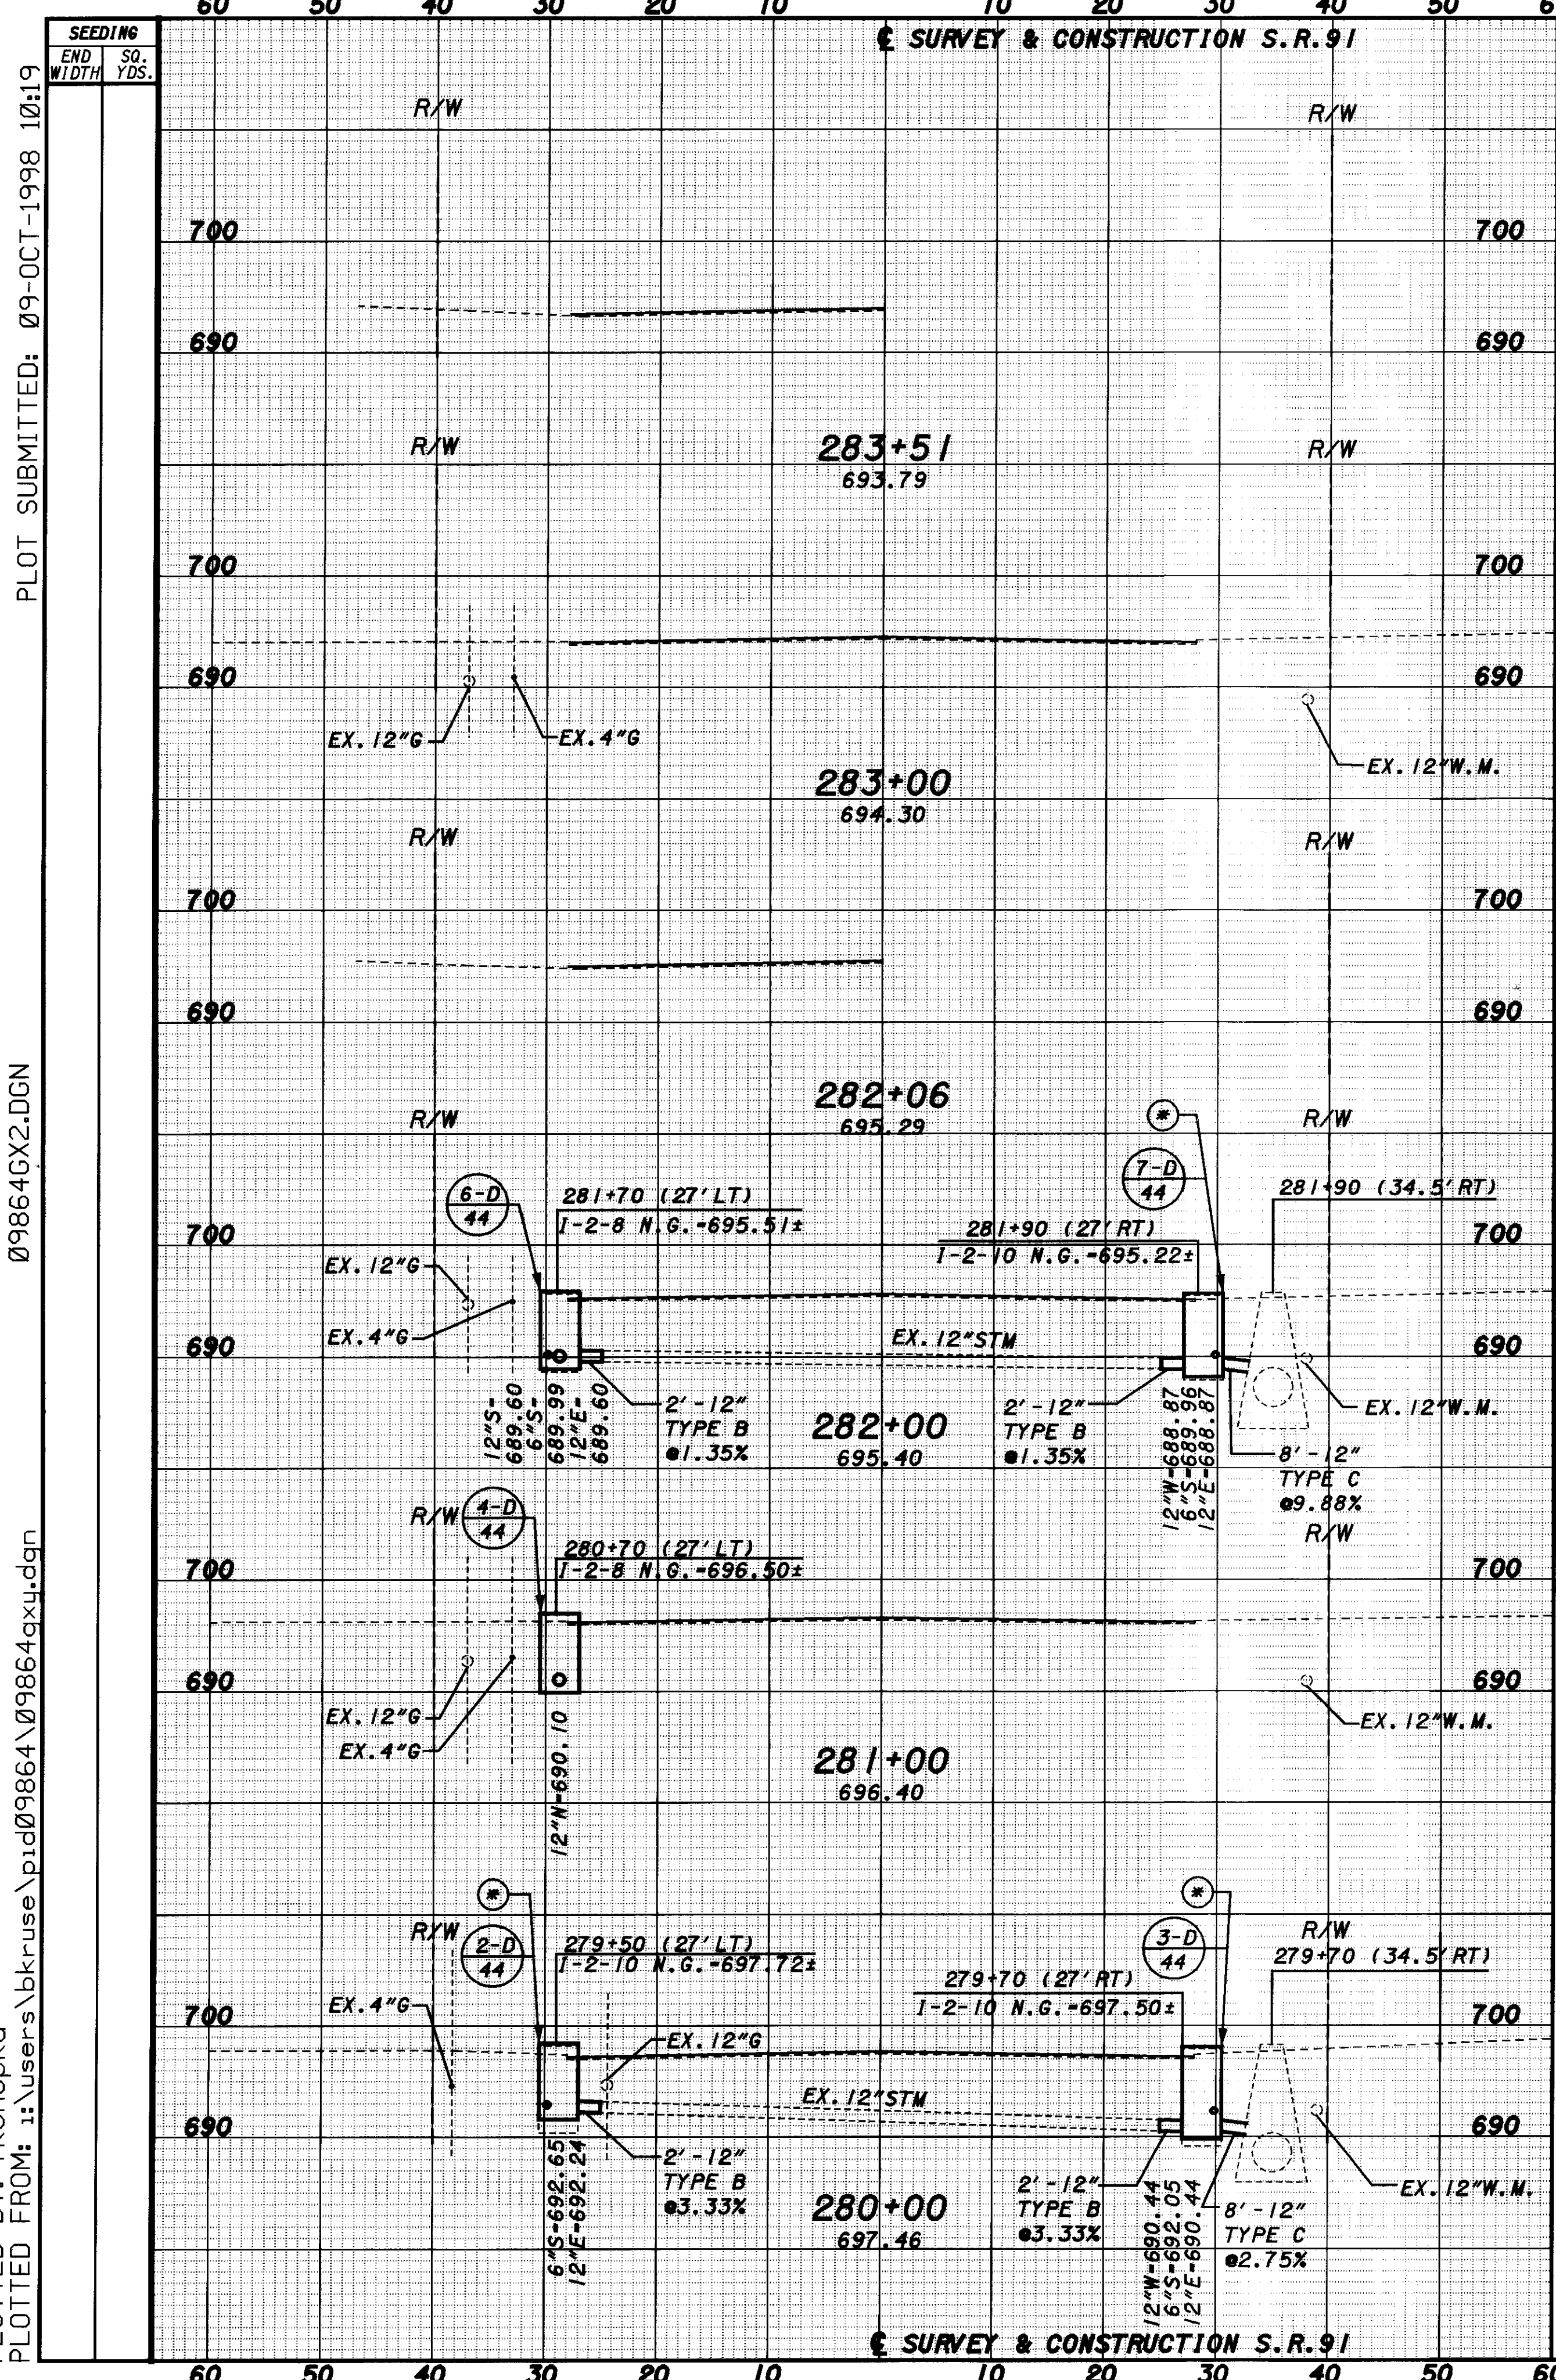 60 50 40 30 20 10 10 20 30 40 50
SEEDING
END WIDTH
SQ. YDS.
℄ SURVEY & CONSTRUCTION S.R.91
PLOT SUBMITTED: 09-OCT-1998 10:19
R/W
R/W
700
700
690
690
R/W
283+51
R/W
693.79
700
700
690
690
EX.12"G
EX.4"G
283+00
EX.12"W.M.
694.30
R/W
R/W
700
700
690
690
09864GX2.DGN
282+06
695.29
R/W
*
R/W
6-D
44
281+70 (27'LT)
I-2-8 N.G.=695.51±
7-D
44
281+90 (34.5'RT)
281+90 (27'RT)
I-2-10 N.G.=695.22±
700
700
EX.12"G
EX.4"G
EX.12"STM
690
690
12"S=
689.60
6"S=
689.99
12"E=
689.60
2'-12"
TYPE B
@1.35%
282+00
695.40
2'-12"
TYPE B
@1.35%
12"W=688.87
6"S=689.96
12"E=688.87
EX.12"W.M.
8'-12"
TYPE C
@9.88%
R/W
R/W
4-D
44
280+70 (27'LT)
I-2-8 N.G.=696.50±
700
700
690
690
EX.12"G
EX.4"G
12"N=690.10
EX.12"W.M.
281+00
696.40
*
*
R/W
2-D
44
279+50 (27'LT)
I-2-10 N.G.=697.72±
3-D
44
R/W
279+70 (34.5'RT)
279+70 (27'RT)
I-2-10 N.G.=697.50±
EX.4"G
700
700
EX.12"G
EX.12"STM
690
690
6"S=692.65
12"E=692.24
2'-12"
TYPE B
@3.33%
280+00
697.46
2'-12"
TYPE B
@3.33%
12"W=690.44
6"S=692.05
12"E=690.44
8'-12"
TYPE C
@2.75%
EX.12"W.M.
PLOTTED FROM: i:\users\bkruse\pid09864\09864gxy.dgn
℄ SURVEY & CONSTRUCTION S.R.91
60 50 40 30 20 10 10 20 30 40 50 60